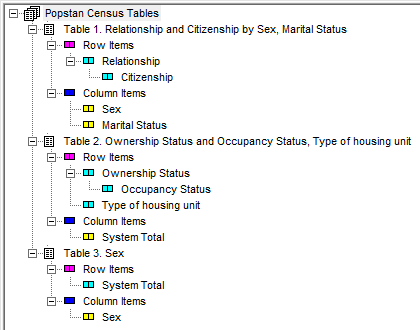 Popstan Census Tables
Table 1. Relationship and Citizenship by Sex, Marital Status
Row Items
Relationship
Citizenship
Column Items
Sex
Marital Status
Table 2. Ownership Status and Occupancy Status, Type of housing unit
Row Items
Ownership Status
Occupancy Status
Type of housing unit
Column Items
System Total
Table 3. Sex
Row Items
System Total
Column Items
Sex